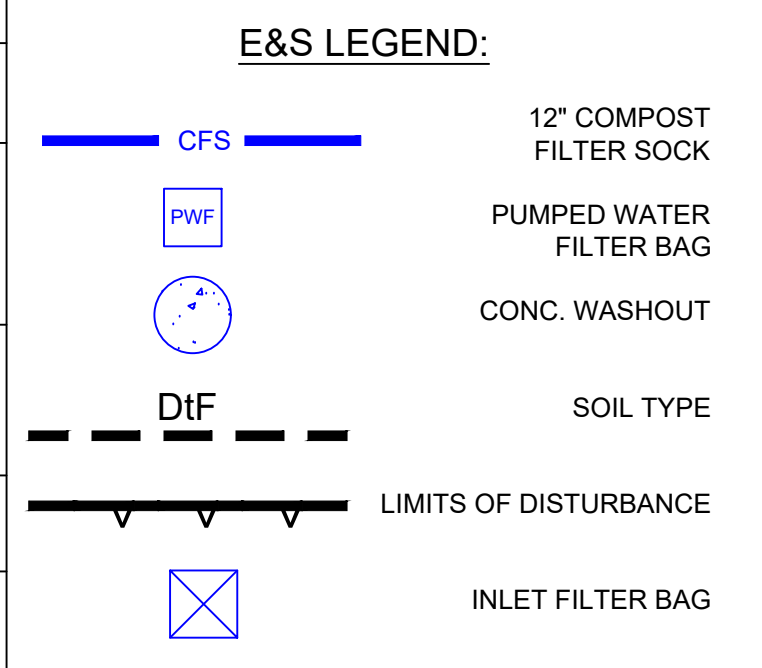 E&S LEGEND:
CFS
12" COMPOST
FILTER SOCK
PWF
PUMPED WATER
FILTER BAG
CONC. WASHOUT
DtF
SOIL TYPE
LIMITS OF DISTURBANCE
INLET FILTER BAG